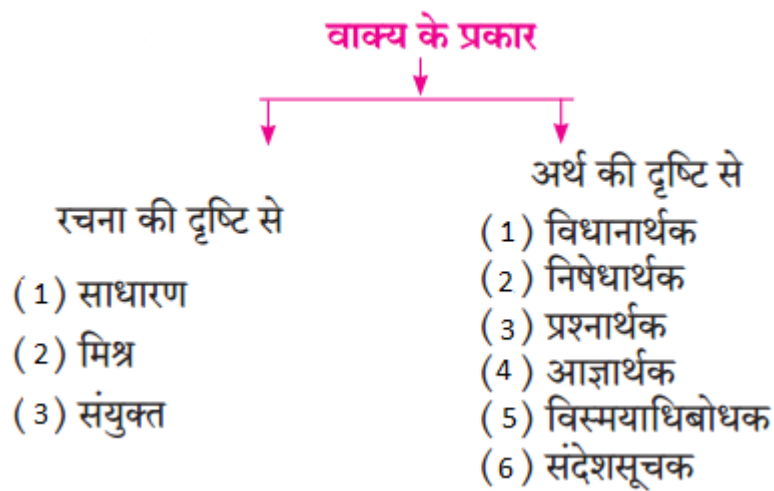 वाक्य के प्रकार
रचना की दृष्टि से
(1) साधारण
(2) मिश्र
(3) संयुक्त
अर्थ की दृष्टि से
(1) विधानार्थक
(2) निषेधार्थक
(3) प्रश्नार्थक
(4) आज्ञार्थक
(5) विस्मयाधिबोधक
(6) संदेशसूचक